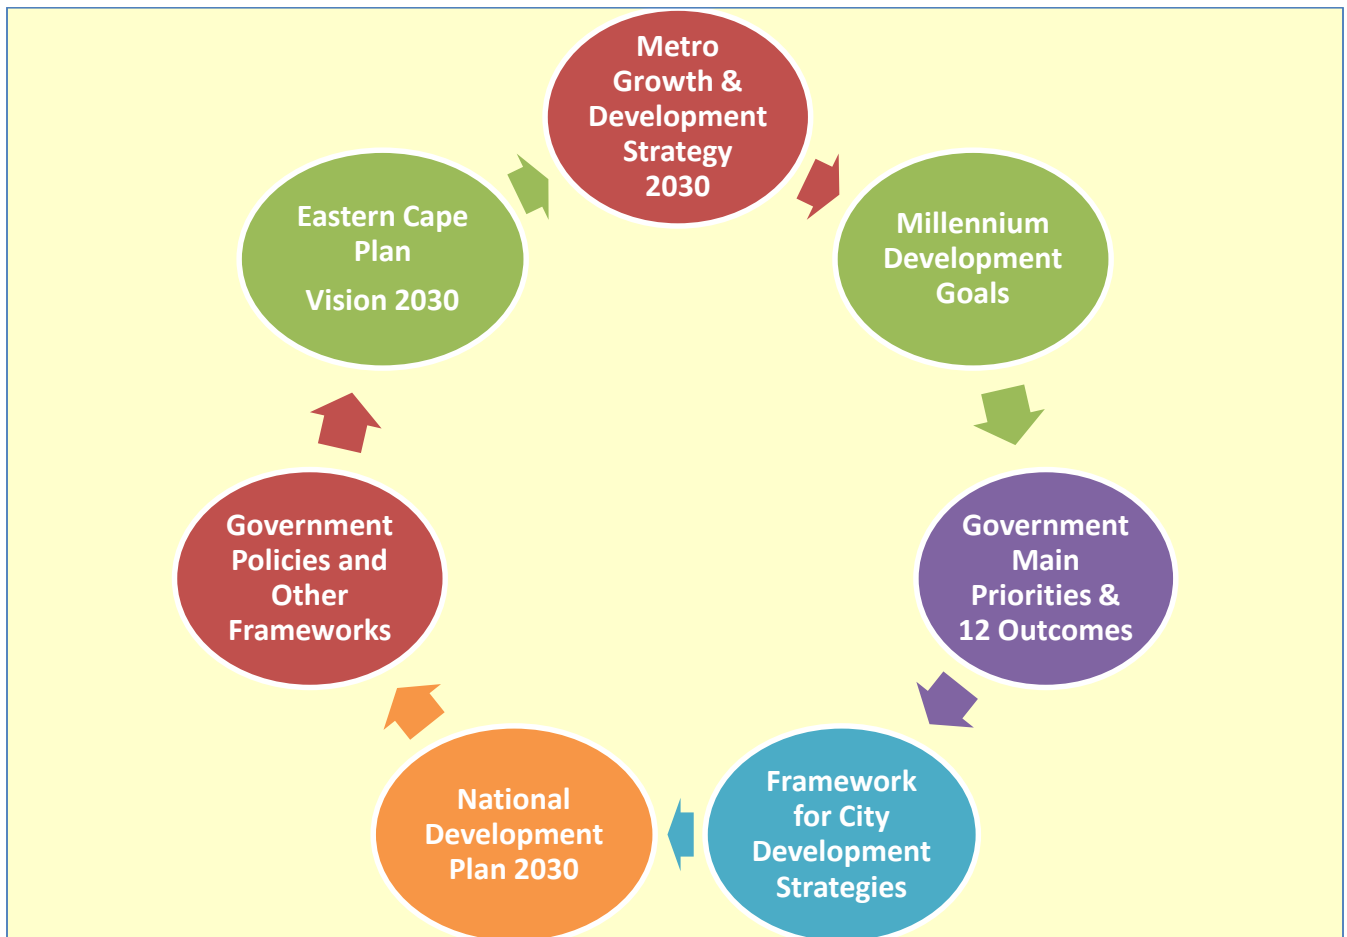 Metro
Growth &
Development
Strategy
2030
Millennium
Development
Goals
Government
Main
Priorities &
12 Outcomes
Framework
for City
Development
Strategies
National
Development
Plan 2030
Government
Policies and
Other
Frameworks
Eastern Cape
Plan
Vision 2030